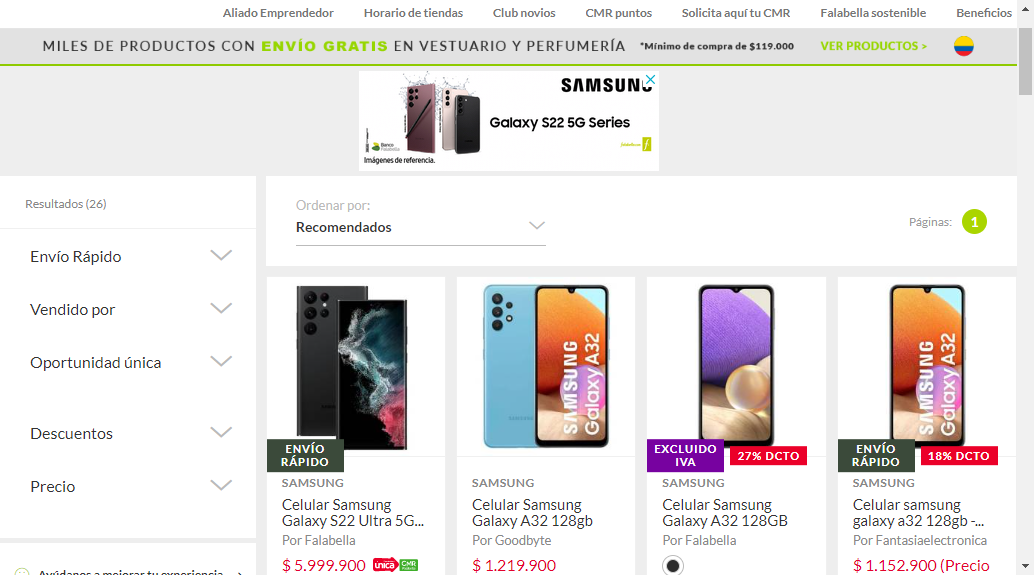 Aliado Emprendedor Horario de tiendas Club novios CMR puntos Solicita aquí tu CMR Falabella sostenible Beneficios
MILES DE PRODUCTOS CON ENVÍO GRATIS EN VESTUARIO Y PERFUMERÍA *Mínimo de compra de $119.000 VER PRODUCTOS >
SAMSUNG
Galaxy S22 5G Series
Banco
Falabella
Imágenes de referencia.
Resultados (26)
Ordenar por:
Recomendados
Páginas: 1
Envío Rápido
Vendido por
Oportunidad única
Descuentos
Precio
Ayúdanos a mejorar tu experiencia
ENVÍO
RÁPIDO
SAMSUNG
Celular Samsung
Galaxy S22 Ultra 5G...
Por Falabella
$ 5.999.900 única CMR
SAMSUNG
Galaxy A32
SAMSUNG
Celular Samsung
Galaxy A32 128gb
Por Goodbyte
$ 1.219.900
EXCLUIDO
IVA
27% DCTO
SAMSUNG
Celular Samsung
Galaxy A32 128GB
Por Falabella
SAMSUNG
Galaxy A32
ENVÍO
RÁPIDO
18% DCTO
SAMSUNG
Celular samsung
galaxy a32 128gb -...
Por Fantasiaelectronica
$ 1.152.900 (Precio